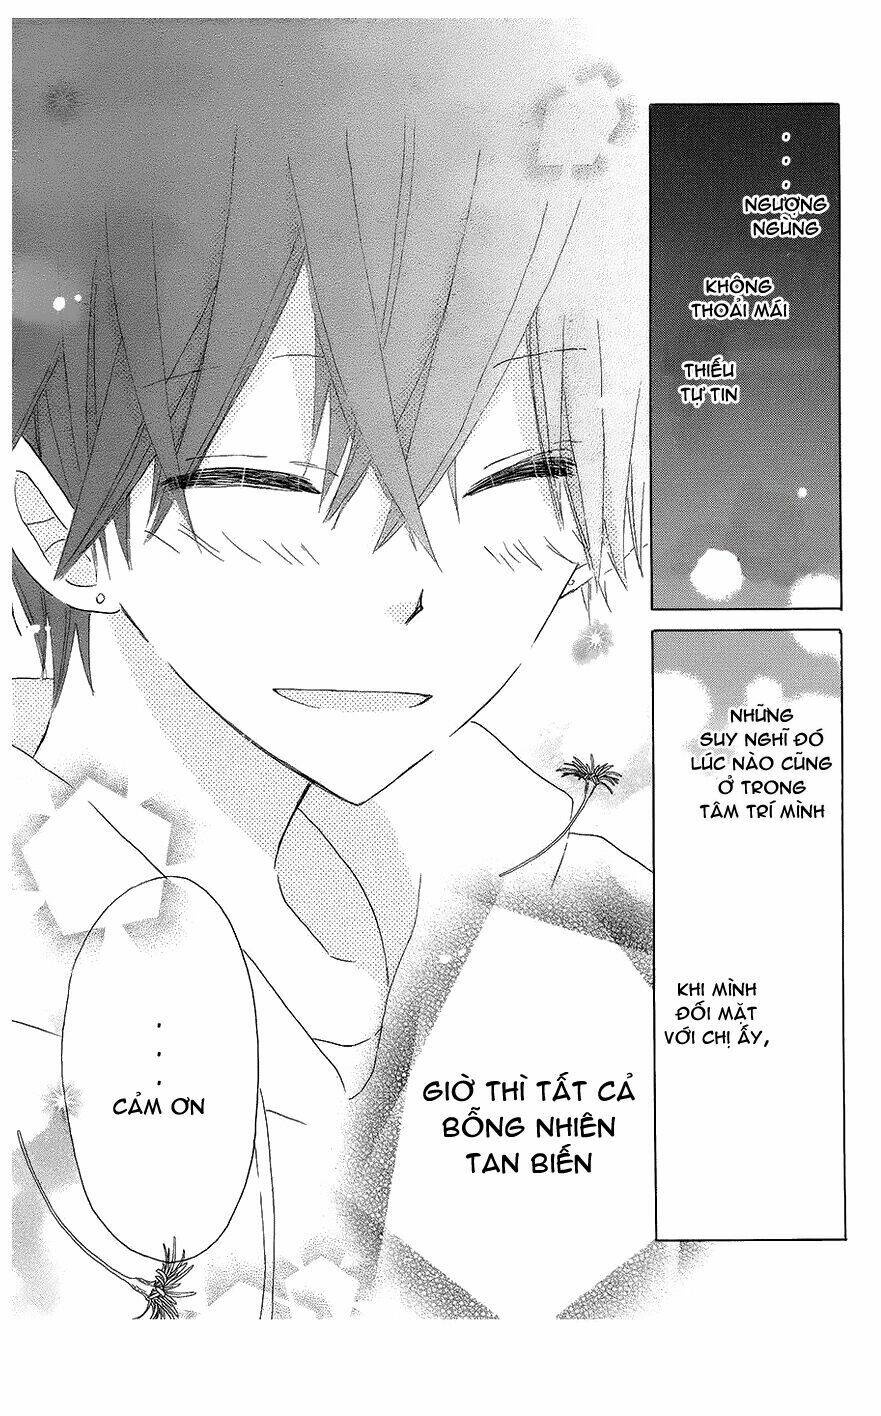 ...
NGƯỢNG
NGÙNG
KHÔNG
THOẢI MÁI
THIẾU
TỰ TIN
NHỮNG
SUY NGHĨ ĐÓ
LÚC NÀO CŨNG
Ở TRONG
TÂM TRÍ MÌNH
KHI MÌNH
ĐỐI MẶT
VỚI CHỊ ẤY,
GIỜ THÌ TẤT CẢ
BỖNG NHIÊN
TAN BIẾN
...
CẢM ƠN